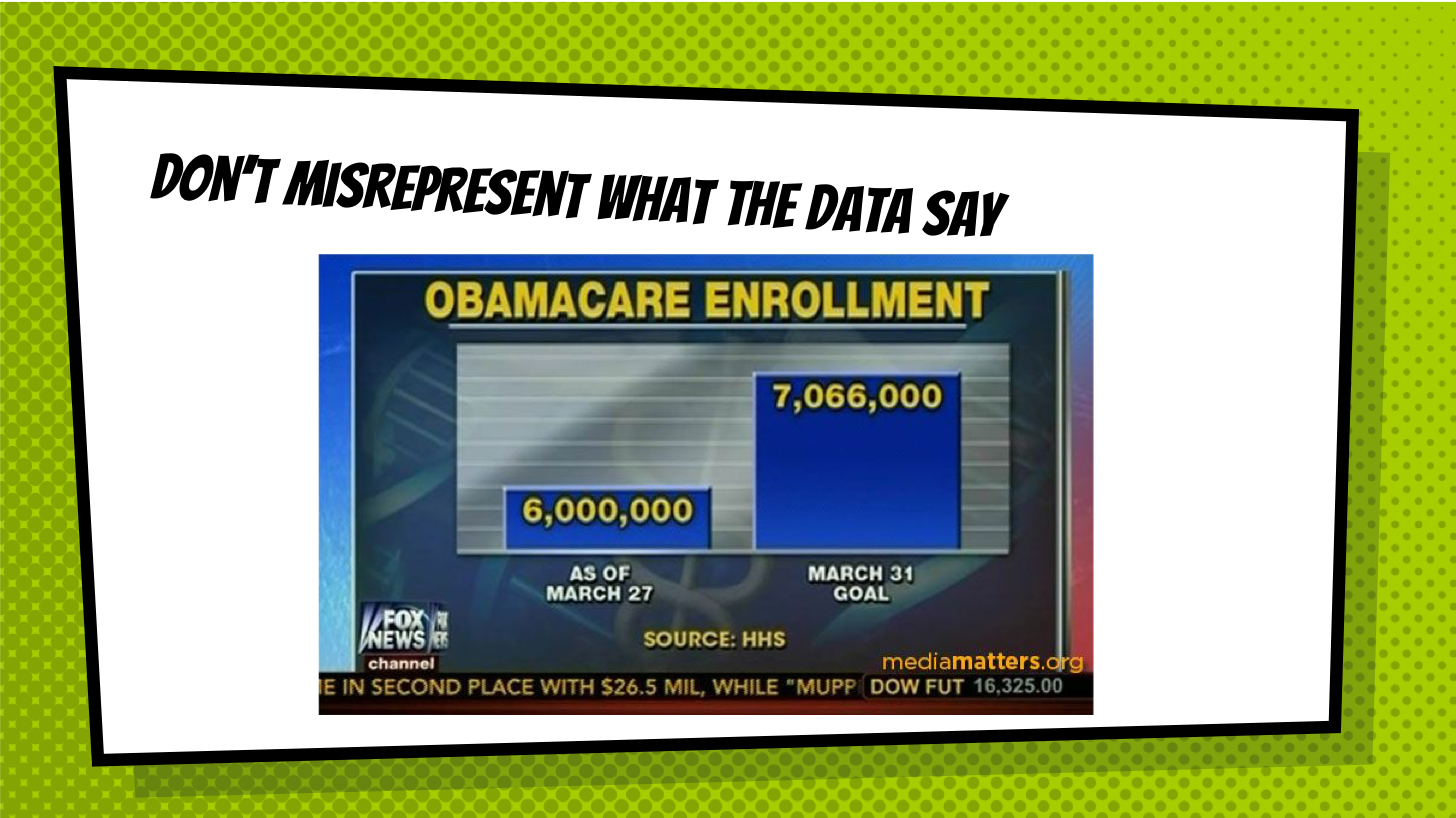 DON'T MISREPRESENT WHAT THE DATA SAY
OBAMACARE ENROLLMENT
7,066,000
6,000,000
AS OF
MARCH 27
MARCH 31
GOAL
SOURCE: HHS
FOX
NEWS
channel
mediamatters.org
E IN SECOND PLACE WITH $26.5 MIL, WHILE "MUPP
DOW FUT 16,325.00